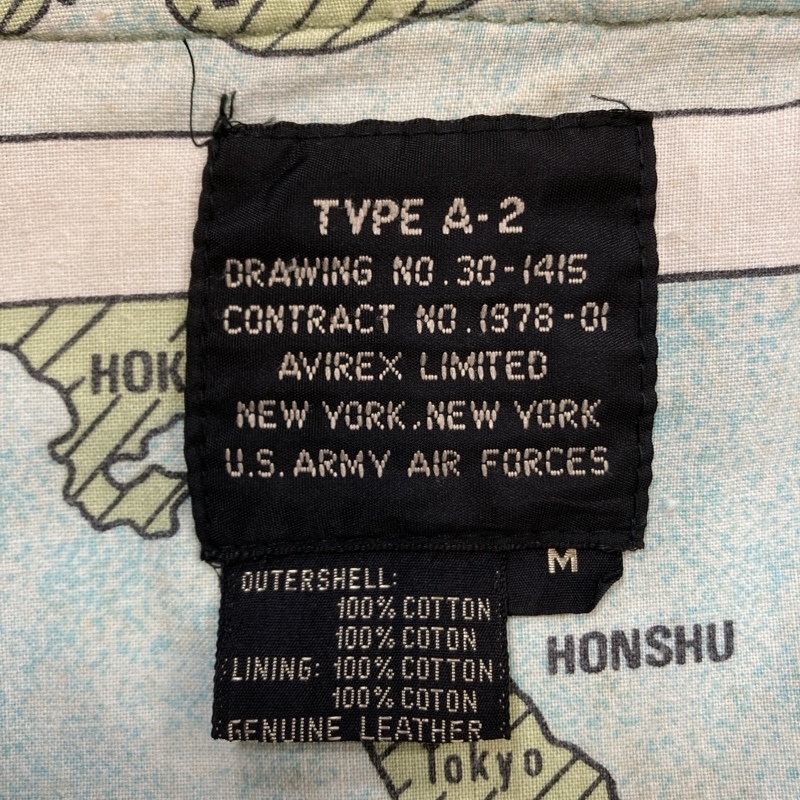 TYPE A-2
DRAWING NO.30-1415
CONTRACT NO.1978-01
AVIREX LIMITED
NEW YORK.NEW YORK
U.S.ARMY AIR FORCES
M
OUTERSHELL:
100% COTTON
100% COTON
LINING: 100% COTTON
100% COTON
GENUINE LEATHER
HOK
HONSHU
Tokyo